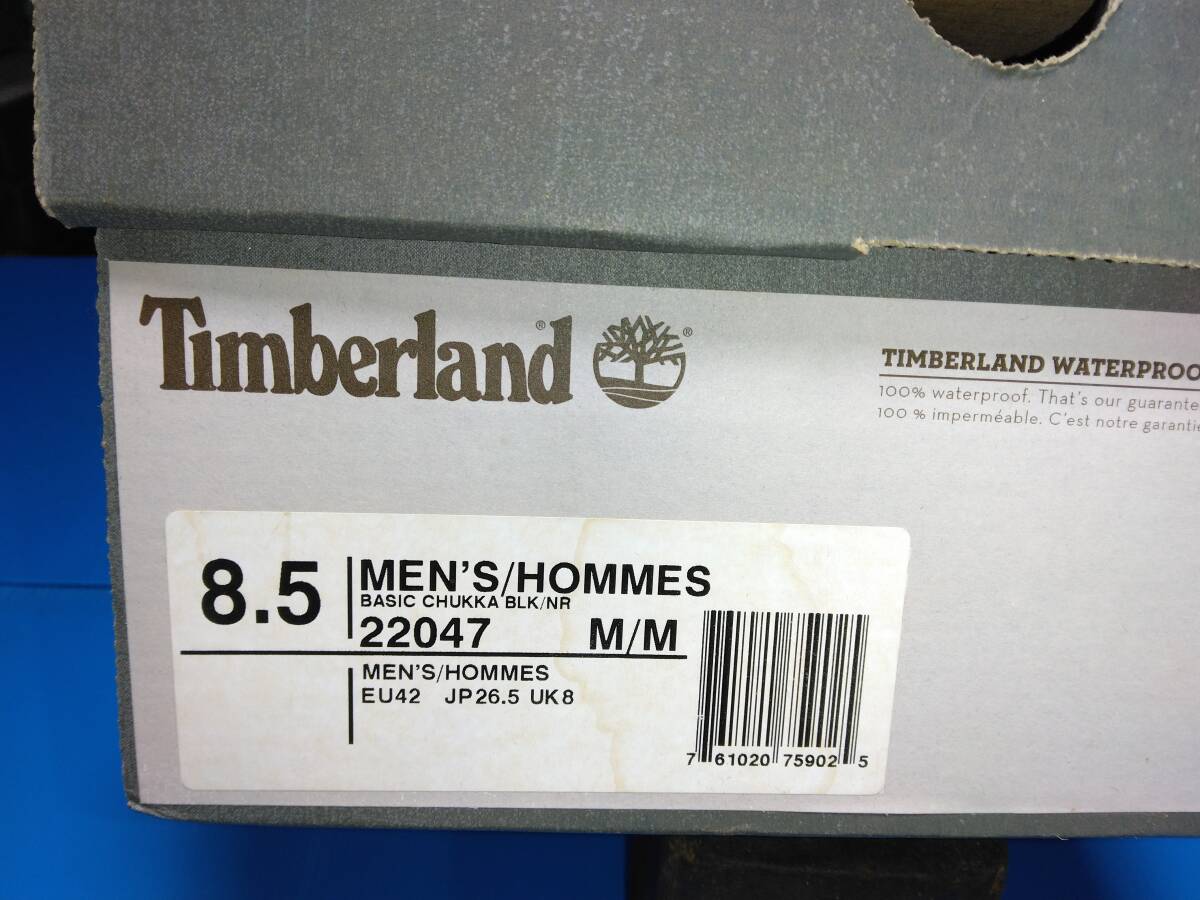 Timberland® ®
TIMBERLAND WATERPROO
100% waterproof. That's our guarante
100 % imperméable. C'est notre garantie
8.5
MEN'S/HOMMES
BASIC CHUKKA BLK/NR
22047 M/M
MEN'S/HOMMES
EU42 JP26.5 UK8
7 61020 75902 5